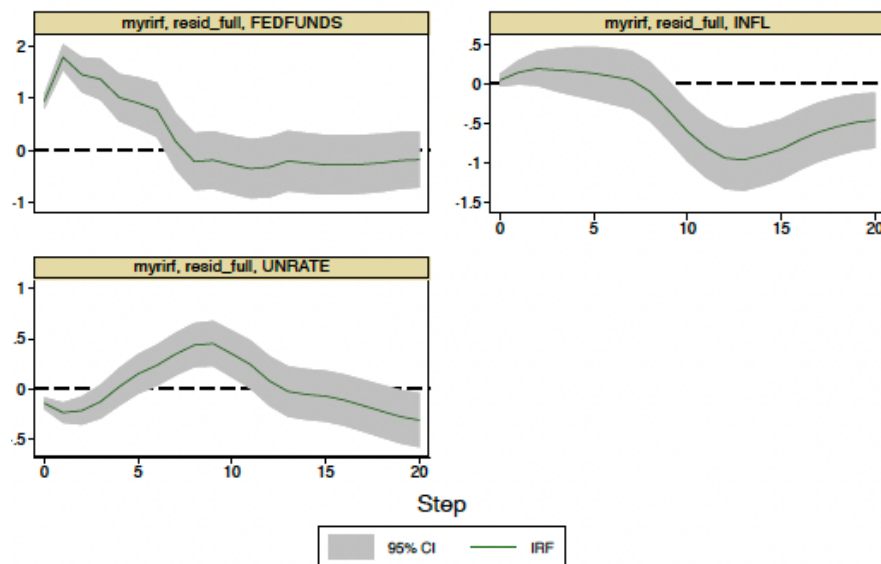 myrirf, resid_full, FEDFUNDS
2
1
0
-1
myrirf, resid_full, INFL
.5
0
-.5
-1
-1.5
0 5 10 15 20
myrirf, resid_full, UNRATE
1
.5
0
-.5
0 5 10 15 20
Step
95% CI IRF